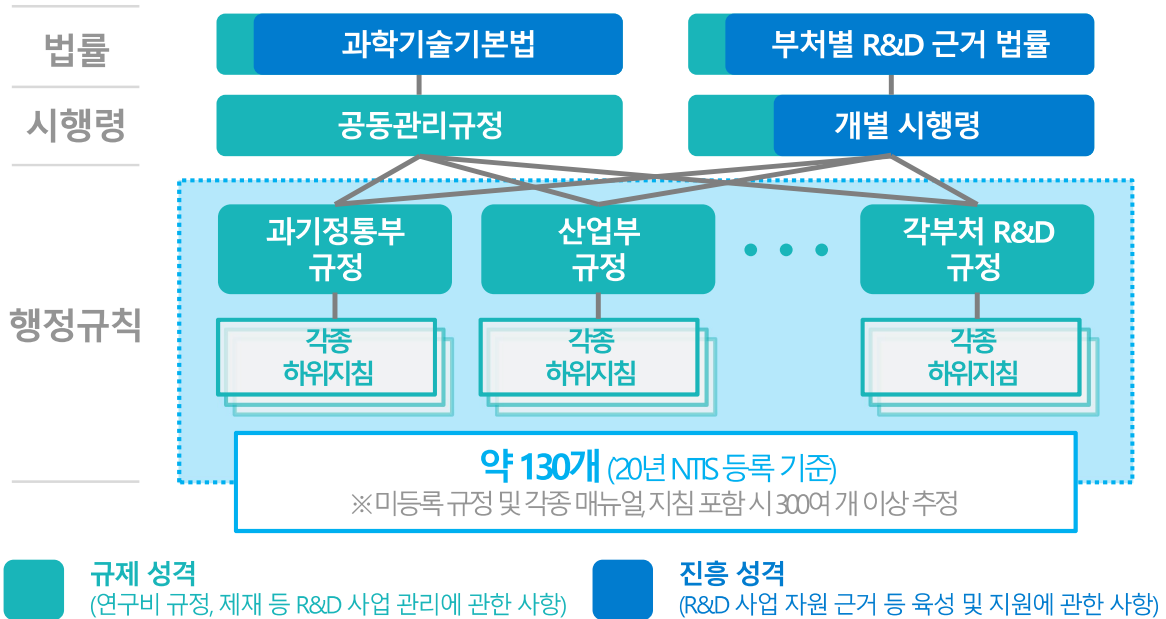 법률
과학기술기본법
부처별 R&D 근거 법률
시행령
공동관리규정
개별 시행령
행정규칙
과기정통부
규정
산업부
규정
각부처 R&D
규정
각종
하위지침
각종
하위지침
각종
하위지침
약 130개 (20년 NTIS 등록 기준)
※미등록 규정 및 각종 매뉴얼, 지침 포함 시 300여 개 이상 추정
규제 성격
(연구비 규정, 제재 등 R&D 사업 관리에 관한 사항)
진흥 성격
(R&D 사업 자원 근거 등 육성 및 지원에 관한 사항)